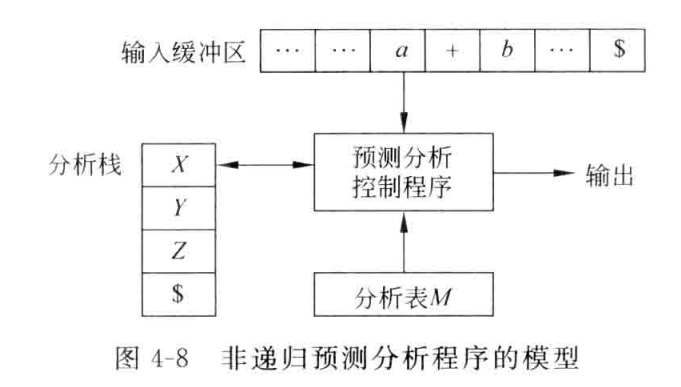 输入缓冲区 … … a + b … $
分析栈
X
Y
Z
$
预测分析
控制程序
输出
分析表M
图 4-8 非递归预测分析程序的模型